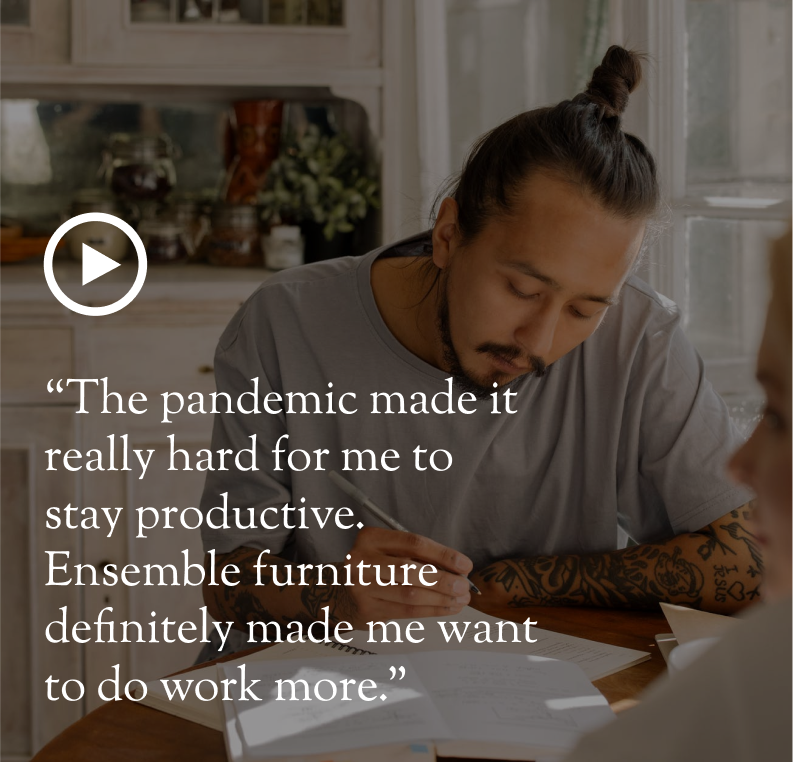 “The pandemic made it
really hard for me to
stay productive.
Ensemble furniture
definitely made me want
to do work more.”